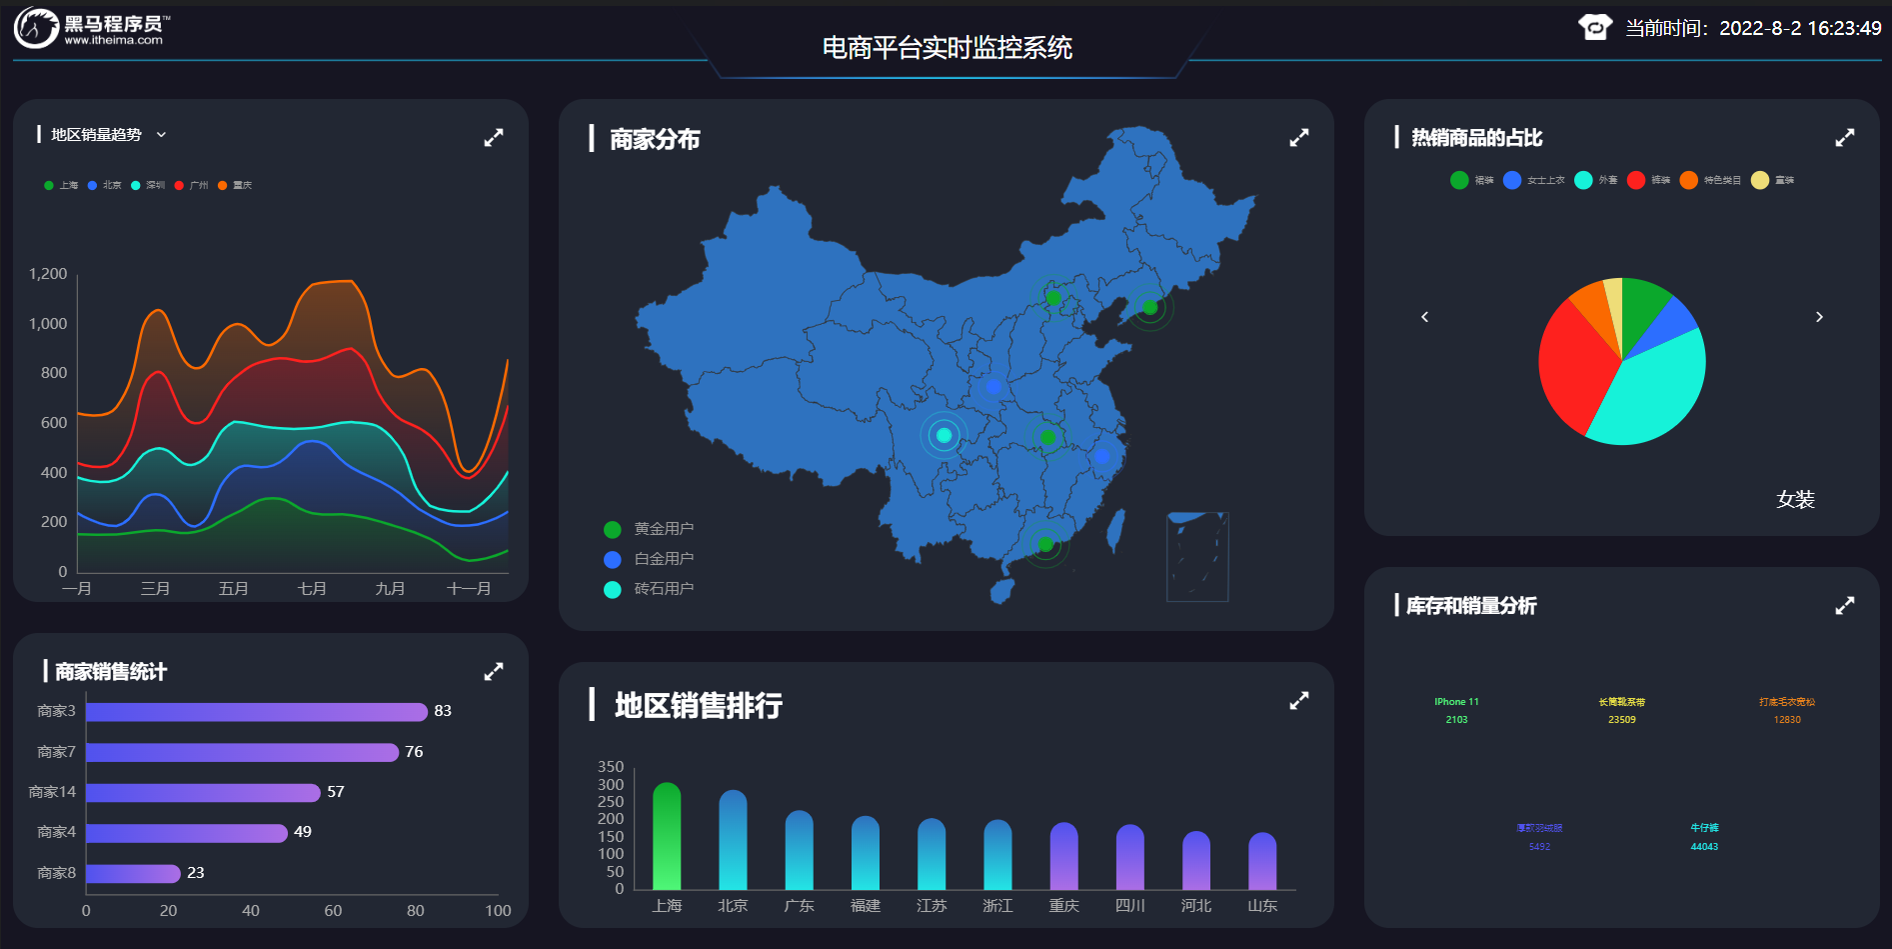 黑马程序员™
www.itheima.com
电商平台实时监控系统
当前时间：2022-8-2 16:23:49
地区销量趋势
上海 北京 深圳 广州 重庆
1,200
1,000
800
600
400
200
0
一月 三月 五月 七月 九月 十一月
商家销售统计
商家3 83
商家7 76
商家14 57
商家4 49
商家8 23
0 20 40 60 80 100
商家分布
黄金用户
白金用户
砖石用户
地区销售排行
350
300
250
200
150
100
50
0
上海 北京 广东 福建 江苏 浙江 重庆 四川 河北 山东
热销商品的占比
裙装 女士上衣 外套 裤装 特色类目 童装
女装
库存和销量分析
IPhone 11 长筒靴系带 打底毛衣宽松
2103 23509 12830
厚款羽绒服 牛仔裤
5492 44043